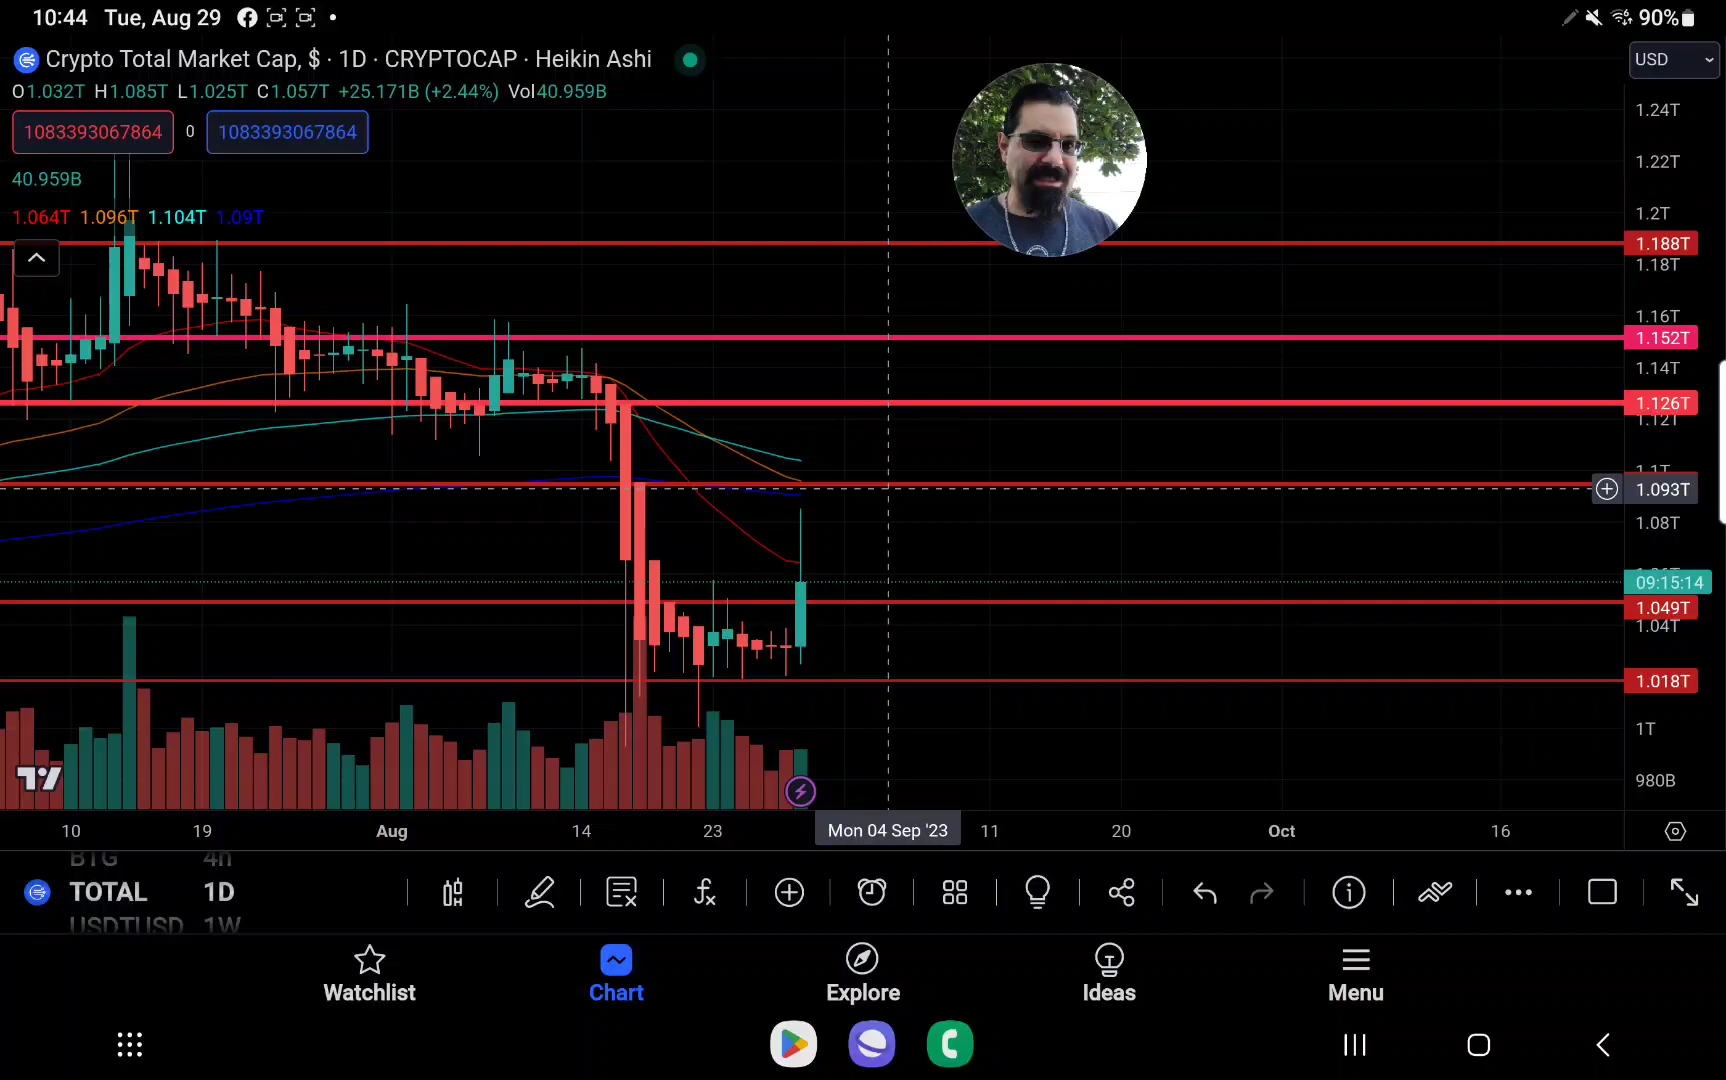 10:44 Tue, Aug 29 90%
Crypto Total Market Cap, $ · 1D · CRYPTOCAP · Heikin Ashi
USD
O1.032T H1.085T L1.025T C1.057T +25.171B (+2.44%) Vol40.959B
1083393067864 0 1083393067864
40.959B
1.064T 1.096T 1.104T 1.09T
1.24T
1.22T
1.2T
1.188T
1.18T
1.16T
1.152T
1.14T
1.126T
1.12T
1.1T
1.093T
1.08T
09:15:14
1.049T
1.04T
1.018T
1T
980B
10 19 Aug 14 23 Mon 04 Sep '23 11 20 Oct 16
BTG 4h
TOTAL 1D
USDTUSD 1W
Watchlist Chart Explore Ideas Menu